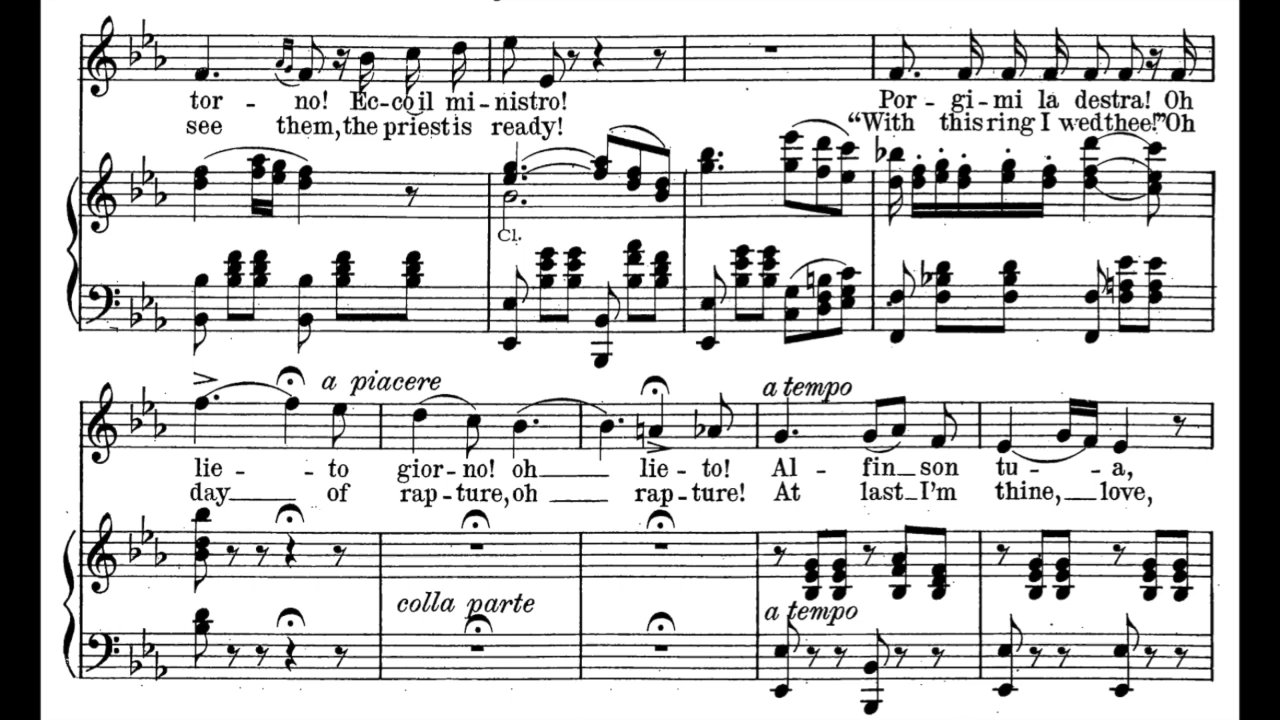 tor - no! Ec-co il mi-nistro! Por - gi-mi la destra! Oh
see them, the priest is ready! “With this ring I wed thee!” Oh
Cl.
a piacere
a tempo
lie - - to gior-no! oh lie-to! Al - fin son tu - - a,
day of rap-ture, oh rap-ture! At last I'm thine, love,
colla parte
a tempo